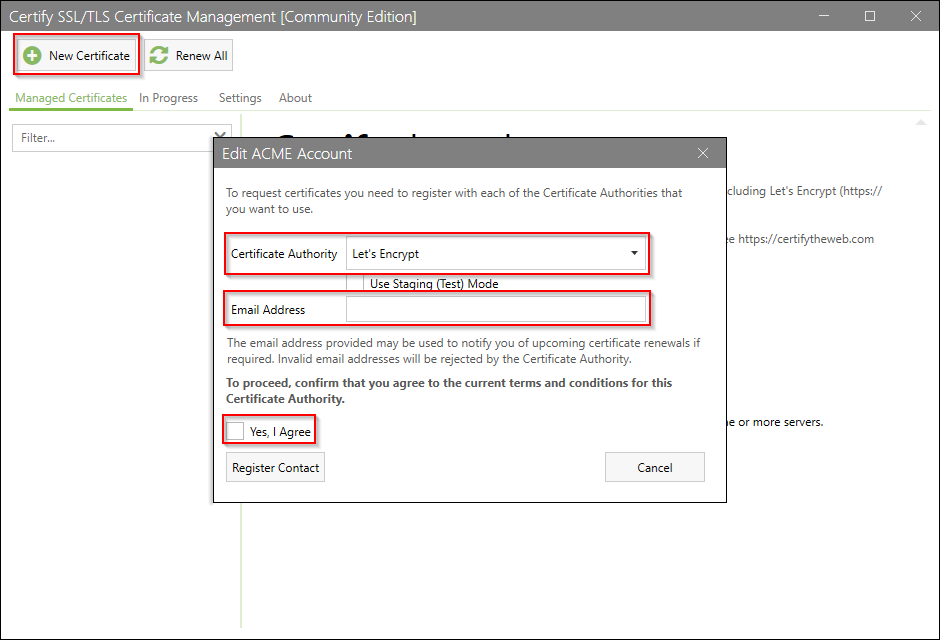 Certify SSL/TLS Certificate Management [Community Edition]
New Certificate
Renew All
Managed Certificates
In Progress
Settings
About
Filter...
Edit ACME Account
To request certificates you need to register with each of the Certificate Authorities that
you want to use.
Certificate Authority
Let's Encrypt
Use Staging (Test) Mode
Email Address
The email address provided may be used to notify you of upcoming certificate renewals if
required. Invalid email addresses will be rejected by the Certificate Authority.
To proceed, confirm that you agree to the current terms and conditions for this
Certificate Authority.
Yes, I Agree
Register Contact
Cancel
Let's Encrypt (https://
https://certifytheweb.com
or more servers.